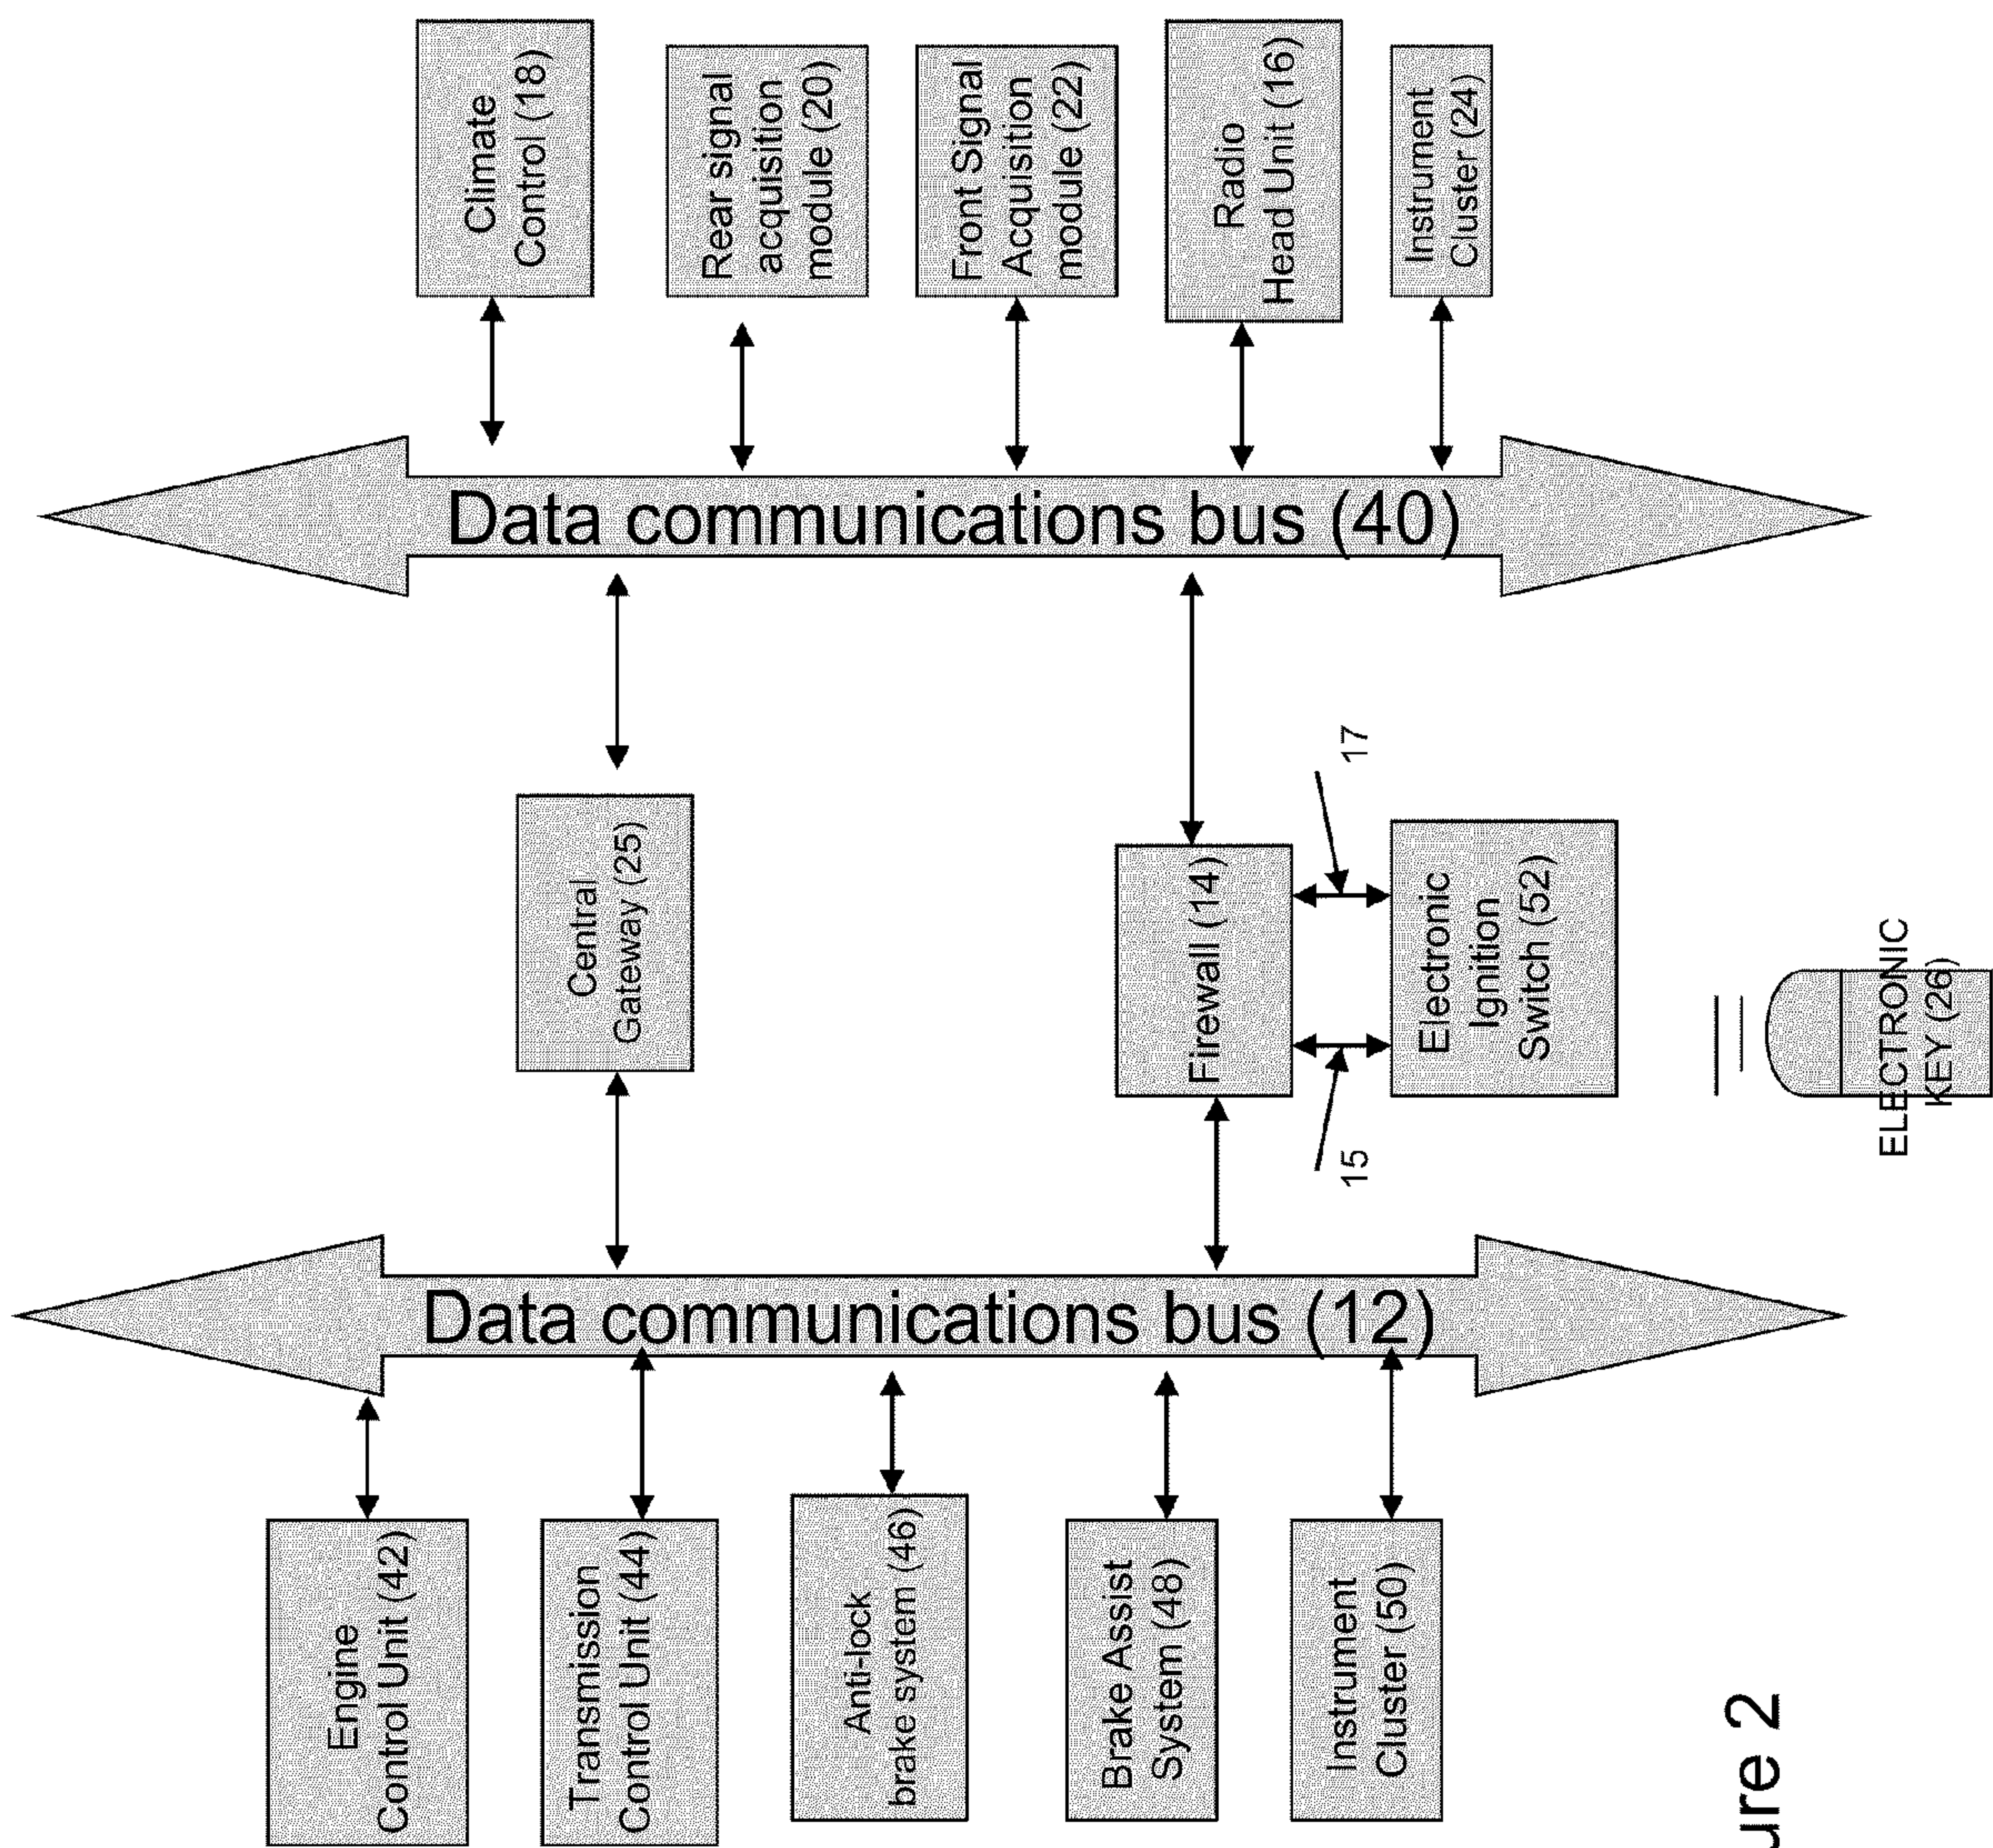 Climate
Control (18)
Rear signal
acquisition
module (20)
Front Signal
Acquisition
module (22)
Radio
Head Unit (16)
Instrument
Cluster (24)
Data communications bus (40)
Central
Gateway (25)
Firewall (14)
17
15
Electronic
Ignition
Switch (52)
ELECTRONIC
KEY (26)
Data communications bus (12)
Engine
Control Unit (42)
Transmission
Control Unit (44)
Anti-lock
brake system (46)
Brake Assist
System (48)
Instrument
Cluster (50)
ure 2